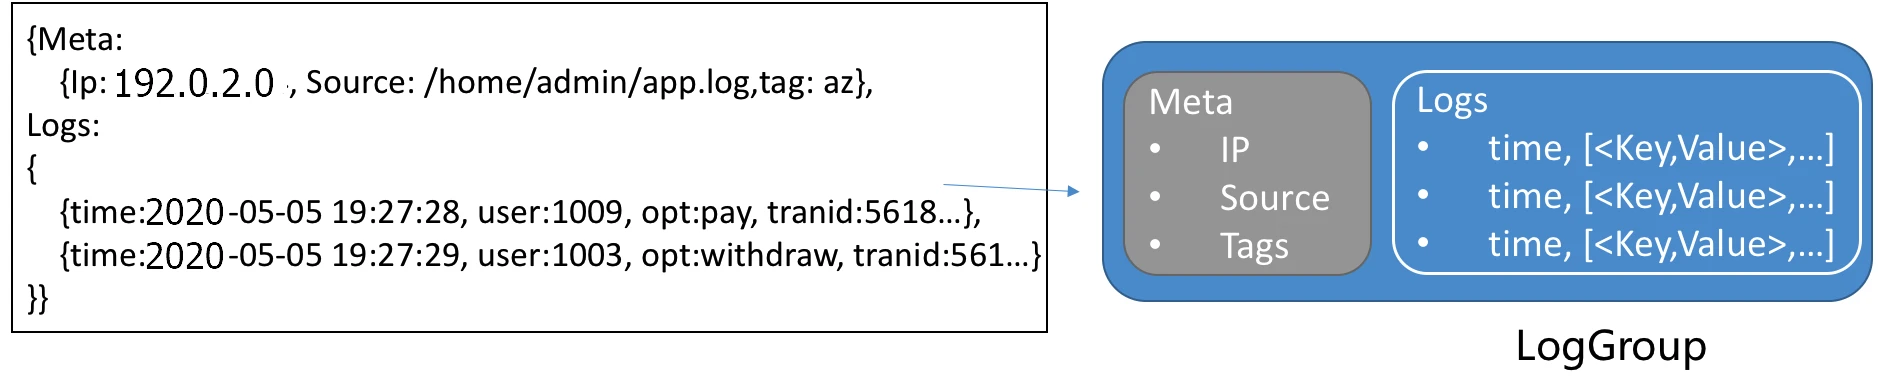 {Meta:
{Ip: 192.0.2.0 , Source: /home/admin/app.log,tag: az},
Logs:
{
{time:2020-05-05 19:27:28, user:1009, opt:pay, tranid:5618...},
{time:2020-05-05 19:27:29, user:1003, opt:withdraw, tranid:561...}
}}
Meta
• IP
• Source
• Tags
Logs
• time, [<Key,Value>,...]
• time, [<Key,Value>,...]
• time, [<Key,Value>,...]
LogGroup